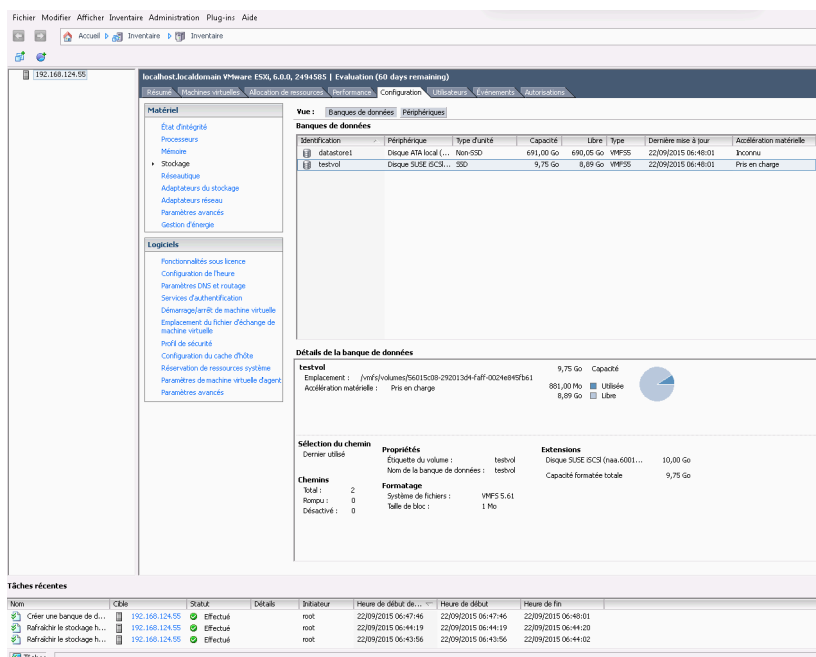 Fichier Modifier Afficher Inventaire Administration Plug-ins Aide
Accueil Inventaire Inventaire
192.168.124.55
localhost.localdomain VMware ESXi, 6.0.0, 2494585 | Evaluation (60 days remaining)
Résumé Machines virtuelles Allocation de ressources Performance Configuration Utilisateurs Événements Autorisations
Matériel
État d'intégrité
Processeurs
Mémoire
Stockage
Réseautique
Adaptateurs du stockage
Adaptateurs réseau
Paramètres avancés
Gestion d'énergie
Logiciels
Fonctionnalités sous licence
Configuration de l'heure
Paramètres DNS et routage
Services d'authentification
Démarrage/arrêt de machine virtuelle
Emplacement du fichier d'échange de
machine virtuelle
Profil de sécurité
Configuration du cache d'hôte
Réservation de ressources système
Paramètres de machine virtuelle d'agent
Paramètres avancés
Vue : Banques de données Périphériques
Banques de données
Identification Périphérique Type d'unité Capacité Libre Type Dernière mise à jour Accélération matérielle
datastore1 Disque ATA local (... Non-SSD 691,00 Go 690,05 Go VMFS5 22/09/2015 06:48:01 Inconnu
testvol Disque SUSE iSCSI... SSD 9,75 Go 8,89 Go VMFS5 22/09/2015 06:48:01 Pris en charge
Détails de la banque de données
testvol 9,75 Go Capacité
Emplacement : /vmfs/volumes/56015c08-292013d4-faff-0024e845fb61
Accélération matérielle : Pris en charge
881,00 Mo Utilisée
8,89 Go Libre
Sélection du chemin
Dernier utilisé
Chemins
Total : 2
Rompu : 0
Désactivé : 0
Propriétés
Étiquette du volume : testvol
Nom de la banque de données : testvol
Formatage
Système de fichiers : VMFS 5.61
Taille de bloc : 1 Mo
Extensions
Disque SUSE iSCSI (naa.6001... 10,00 Go
Capacité formatée totale 9,75 Go
Tâches récentes
Nom Cible Statut Détails Initiateur Heure de début de... Heure de début Heure de fin
Créer une banque de d... 192.168.124.55 Effectué root 22/09/2015 06:47:46 22/09/2015 06:47:46 22/09/2015 06:48:01
Rafraîchir le stockage h... 192.168.124.55 Effectué root 22/09/2015 06:44:19 22/09/2015 06:44:19 22/09/2015 06:44:20
Rafraîchir le stockage h... 192.168.124.55 Effectué root 22/09/2015 06:43:56 22/09/2015 06:43:56 22/09/2015 06:44:02